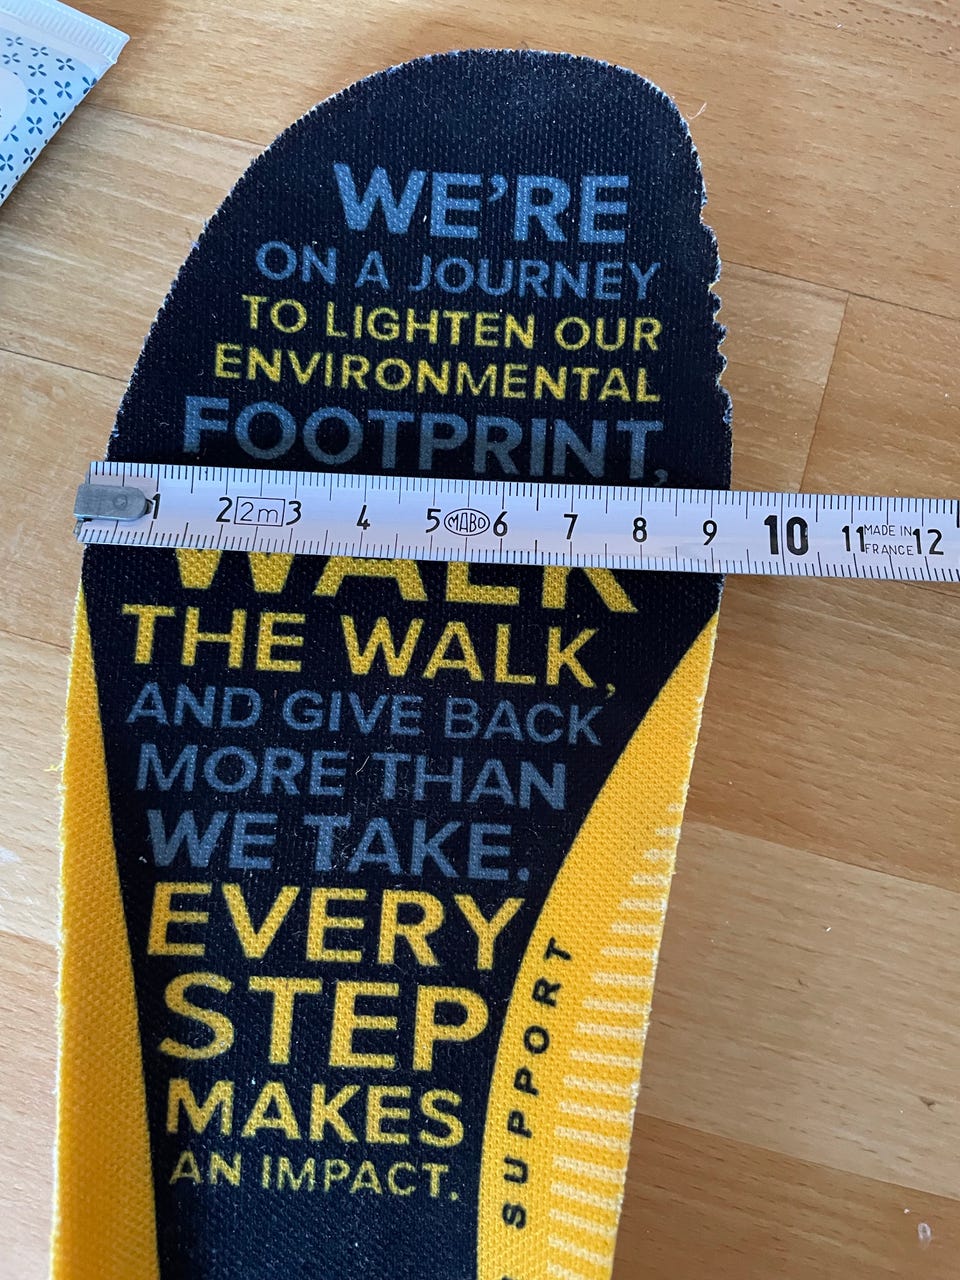 WE'RE
ON A JOURNEY
TO LIGHTEN OUR
ENVIRONMENTAL
FOOTPRINT,
1 2 2m 3 4 5 MABO 6 7 8 9 10 11 MADE IN FRANCE 12
WALK
THE WALK,
AND GIVE BACK
MORE THAN
WE TAKE.
EVERY
STEP
MAKES
AN IMPACT.
SUPPORT